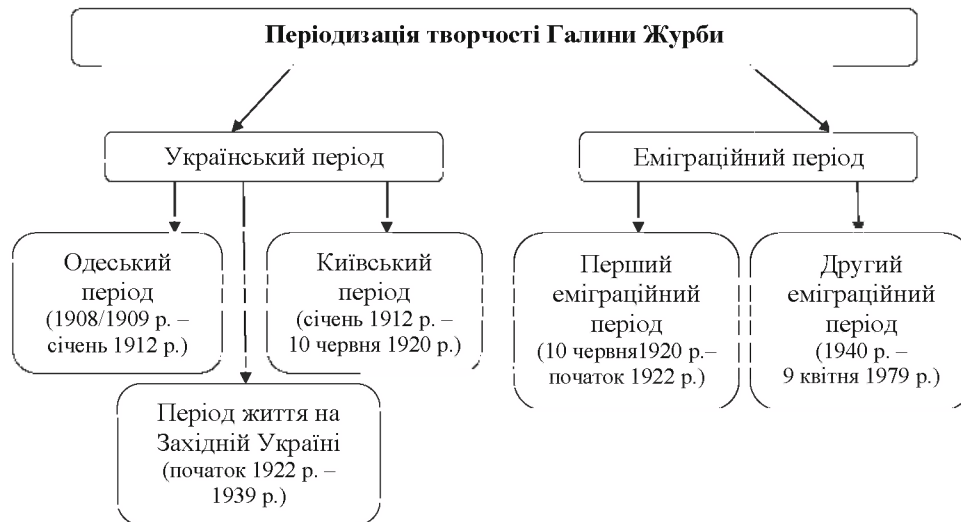 Періодизація творчості Галини Журби
Український період
Еміграційний період
Одеський
період
(1908/1909 р. –
січень 1912 р.)
Київський
період
(січень 1912 р. –
10 червня 1920 р.)
Перший
еміграційний
період
(10 червня1920 р.–
початок 1922 р.)
Другий
еміграційний
період
(1940 р. –
9 квітня 1979 р.)
Період життя на
Західній Україні
(початок 1922 р. –
1939 р.)